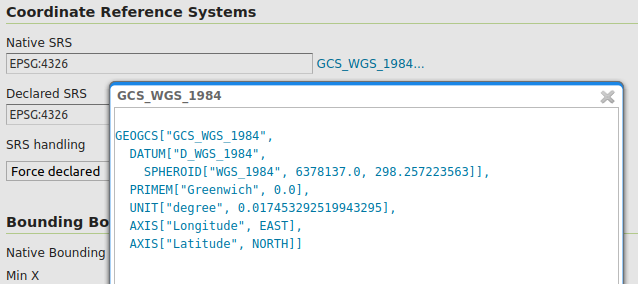 Coordinate Reference Systems
Native SRS
EPSG:4326
GCS_WGS_1984...
Declared SRS
EPSG:4326
SRS handling
Force declared
Bounding Bo
Native Bounding
Min X
GCS_WGS_1984
GEOGCS["GCS_WGS_1984",
DATUM["D_WGS_1984",
SPHEROID["WGS_1984", 6378137.0, 298.257223563]],
PRIMEM["Greenwich", 0.0],
UNIT["degree", 0.017453292519943295],
AXIS["Longitude", EAST],
AXIS["Latitude", NORTH]]